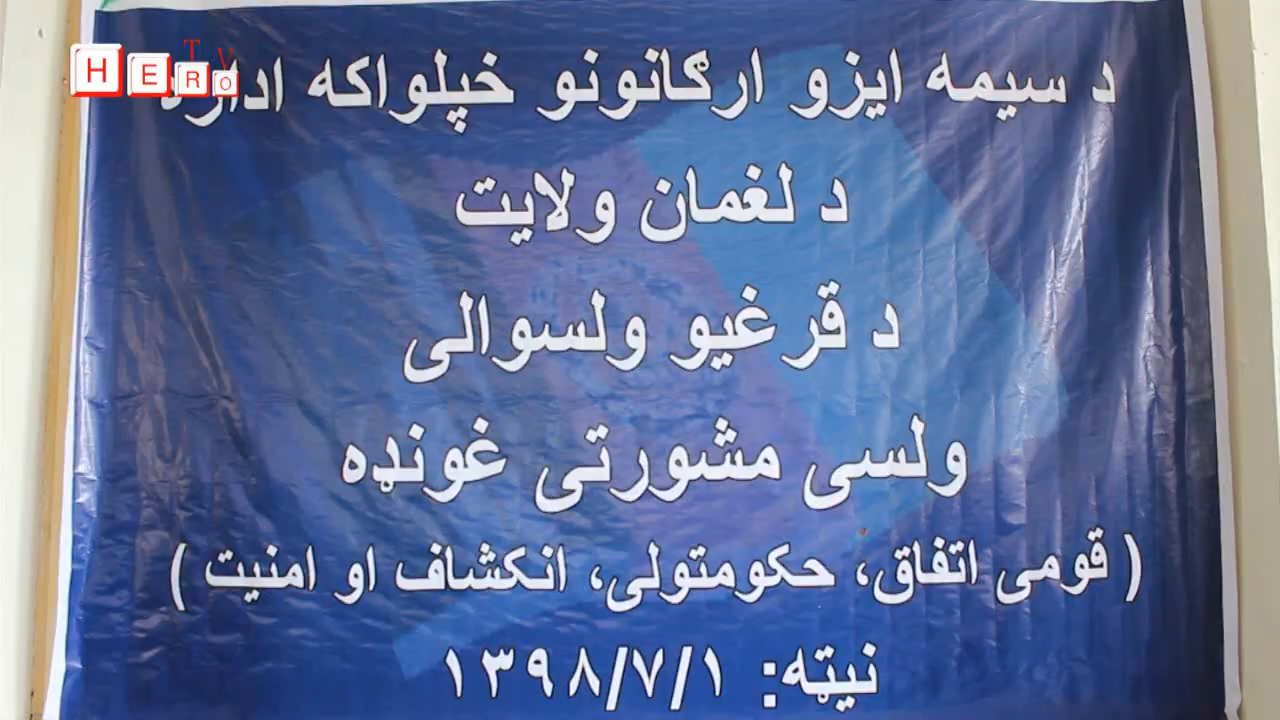 HERO TV
د سیمه ایزو ارګانونو خپلواکه اداره
د لغمان ولایت
د قرغیو ولسوالی
ولسی مشورتی غونډه
( قومی اتفاق، حکومتولی، انکشاف او امنیت )
نیټه: ۱۳۹۸/۷/۱